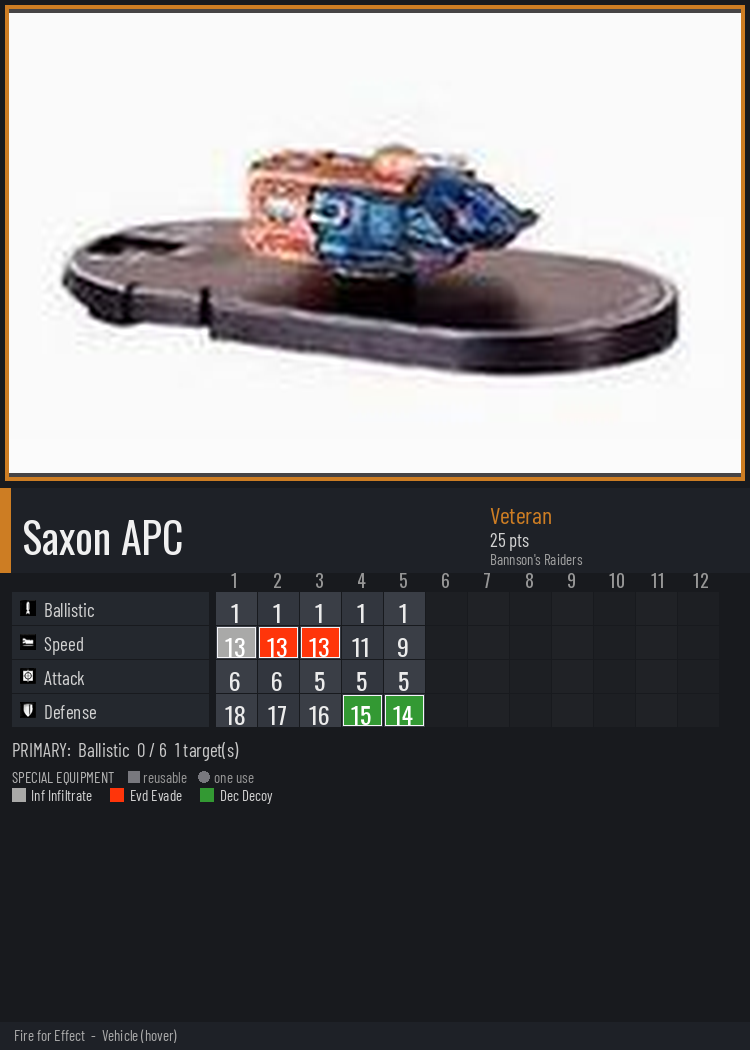 Saxon APC
Veteran
25 pts
Bannson's Raiders
1 2 3 4 5 6 7 8 9 10 11 12
Ballistic 1 1 1 1 1
Speed 13 13 13 11 9
Attack 6 6 5 5 5
Defense 18 17 16 15 14
PRIMARY: Ballistic 0 / 6 1 target(s)
SPECIAL EQUIPMENT reusable one use
Inf Infiltrate Evd Evade Dec Decoy
Fire for Effect - Vehicle (hover)